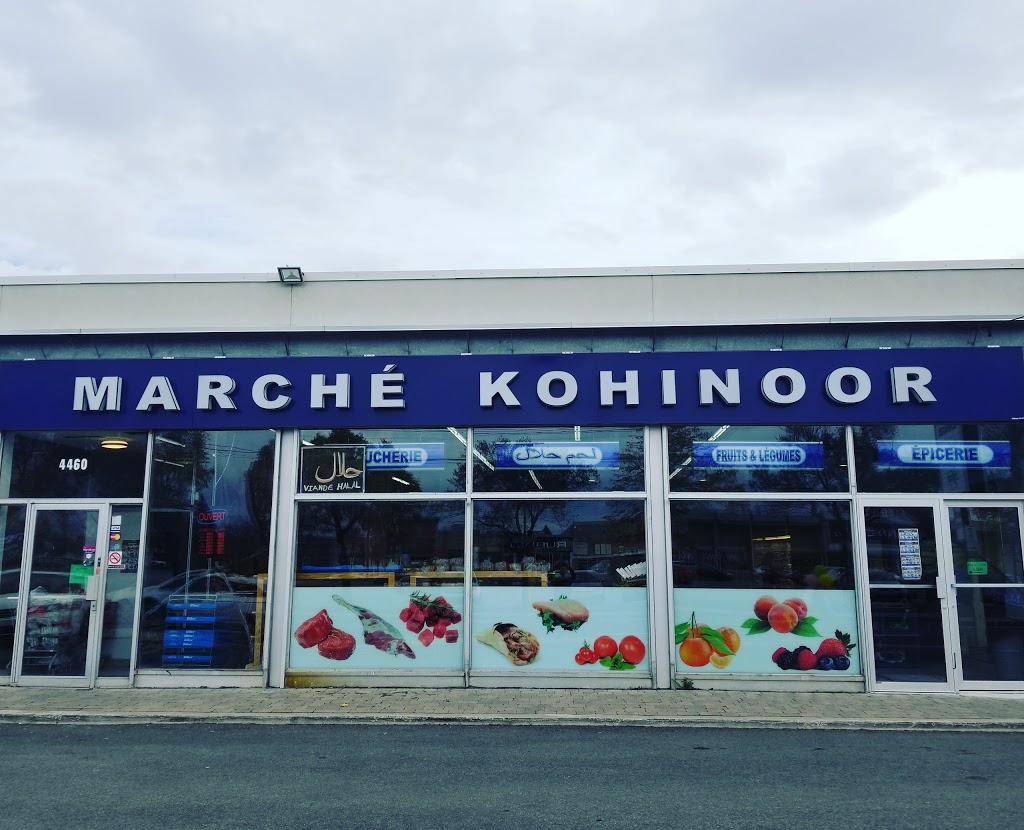 MARCHÉ KOHINOOR
4460
حلال
VIANDE HALAL
UCHERIE
لحم حلال
FRUITS & LÉGUMES
ÉPICERIE
OUVERT